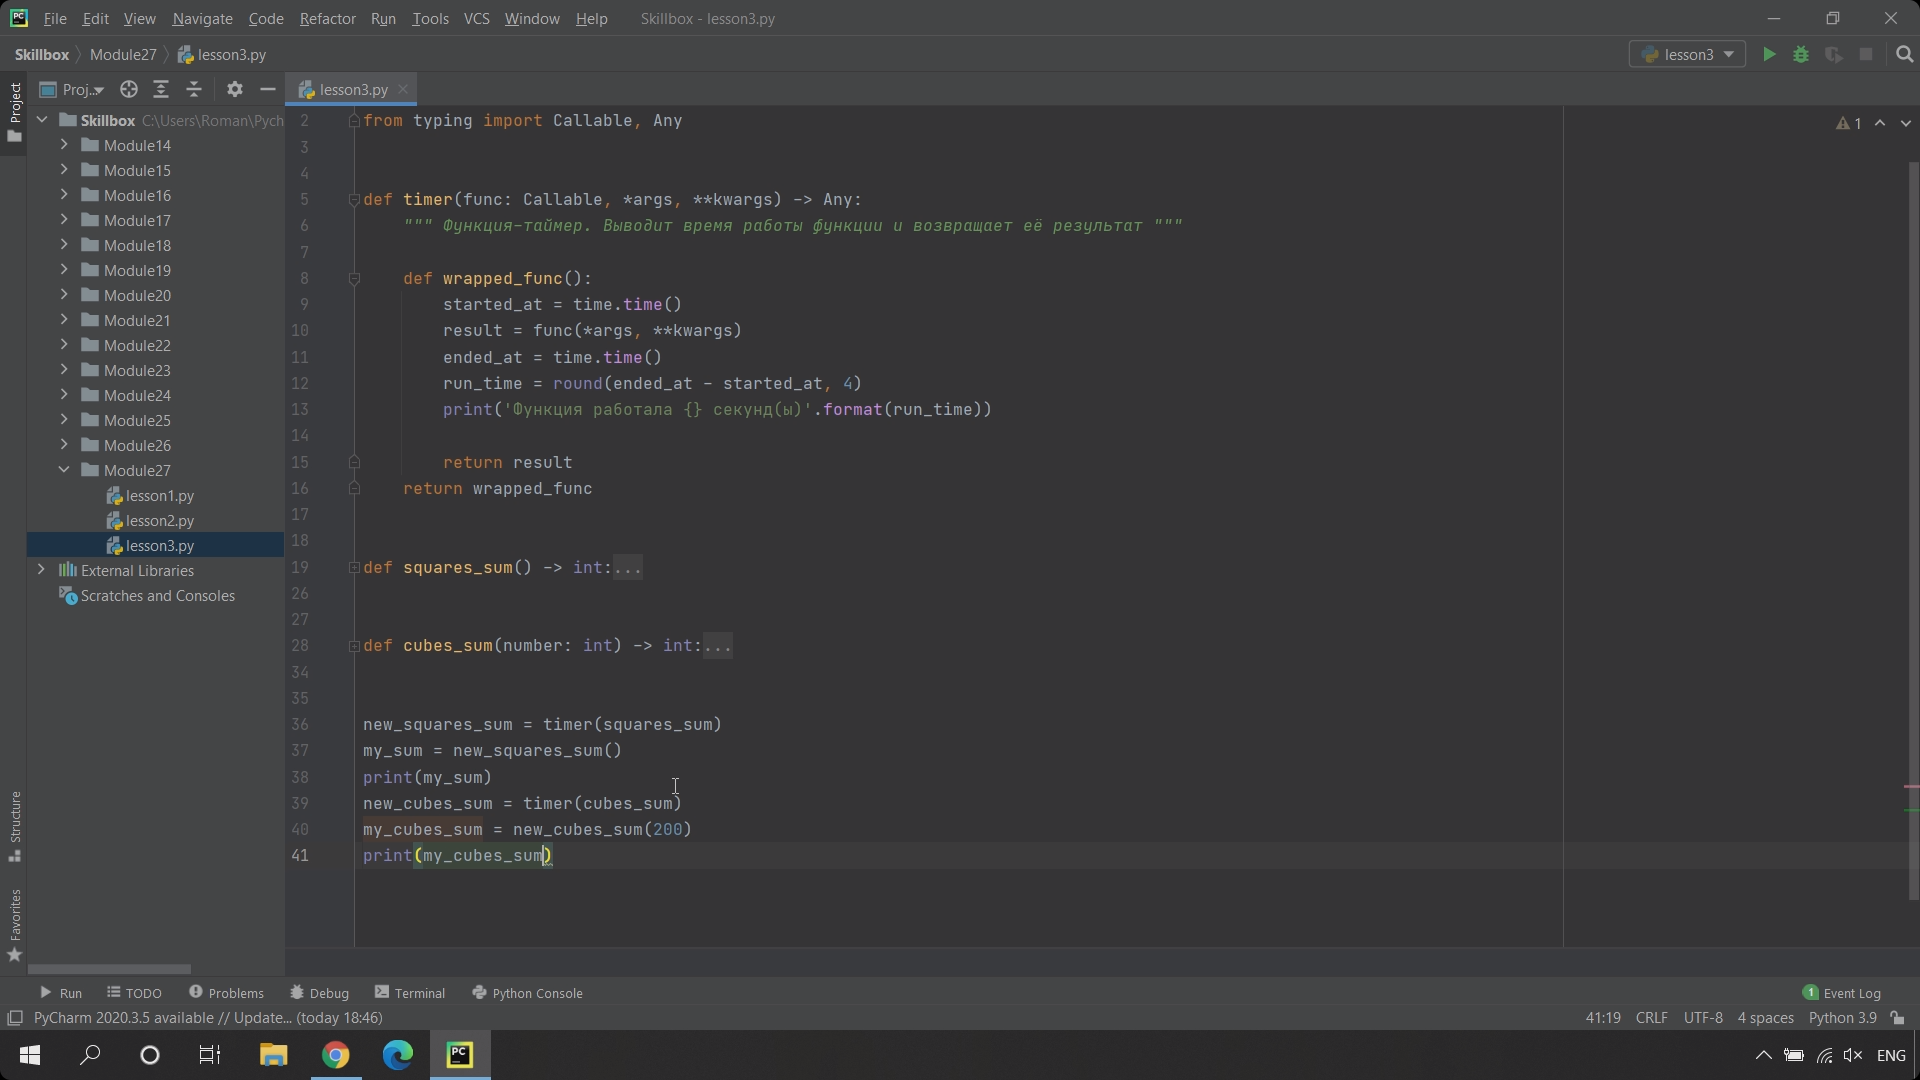 File Edit View Navigate Code Refactor Run Tools VCS Window Help Skillbox - lesson3.py
Skillbox Module27 lesson3.py lesson3
Project
Proj... lesson3.py
Skillbox C:\Users\Roman\Pych
Module14
Module15
Module16
Module17
Module18
Module19
Module20
Module21
Module22
Module23
Module24
Module25
Module26
Module27
lesson1.py
lesson2.py
lesson3.py
External Libraries
Scratches and Consoles
Structure
Favorites
1
2 from typing import Callable, Any
3
4
5 def timer(func: Callable, *args, **kwargs) -> Any:
6 """ Функция-таймер. Выводит время работы функции и возвращает её результат """
7
8 def wrapped_func():
9 started_at = time.time()
10 result = func(*args, **kwargs)
11 ended_at = time.time()
12 run_time = round(ended_at - started_at, 4)
13 print('Функция работала {} секунд(ы)'.format(run_time))
14
15 return result
16 return wrapped_func
17
18
19 def squares_sum() -> int:...
26
27
28 def cubes_sum(number: int) -> int:...
34
35
36 new_squares_sum = timer(squares_sum)
37 my_sum = new_squares_sum()
38 print(my_sum)
39 new_cubes_sum = timer(cubes_sum)
40 my_cubes_sum = new_cubes_sum(200)
41 print(my_cubes_sum)
Run TODO Problems Debug Terminal Python Console 1 Event Log
PyCharm 2020.3.5 available // Update... (today 18:46) 41:19 CRLF UTF-8 4 spaces Python 3.9
PC ENG